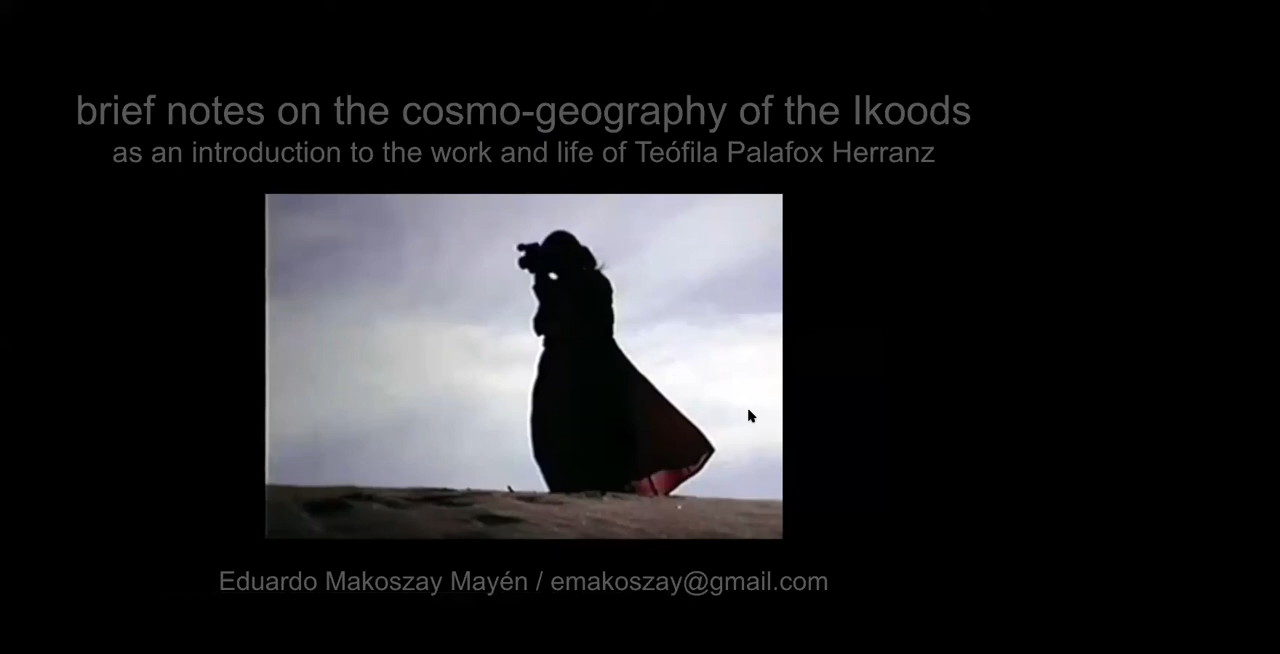 brief notes on the cosmo-geography of the Ikoods
as an introduction to the work and life of Teófila Palafox Herranz
Eduardo Makoszay Mayén / emakoszay@gmail.com